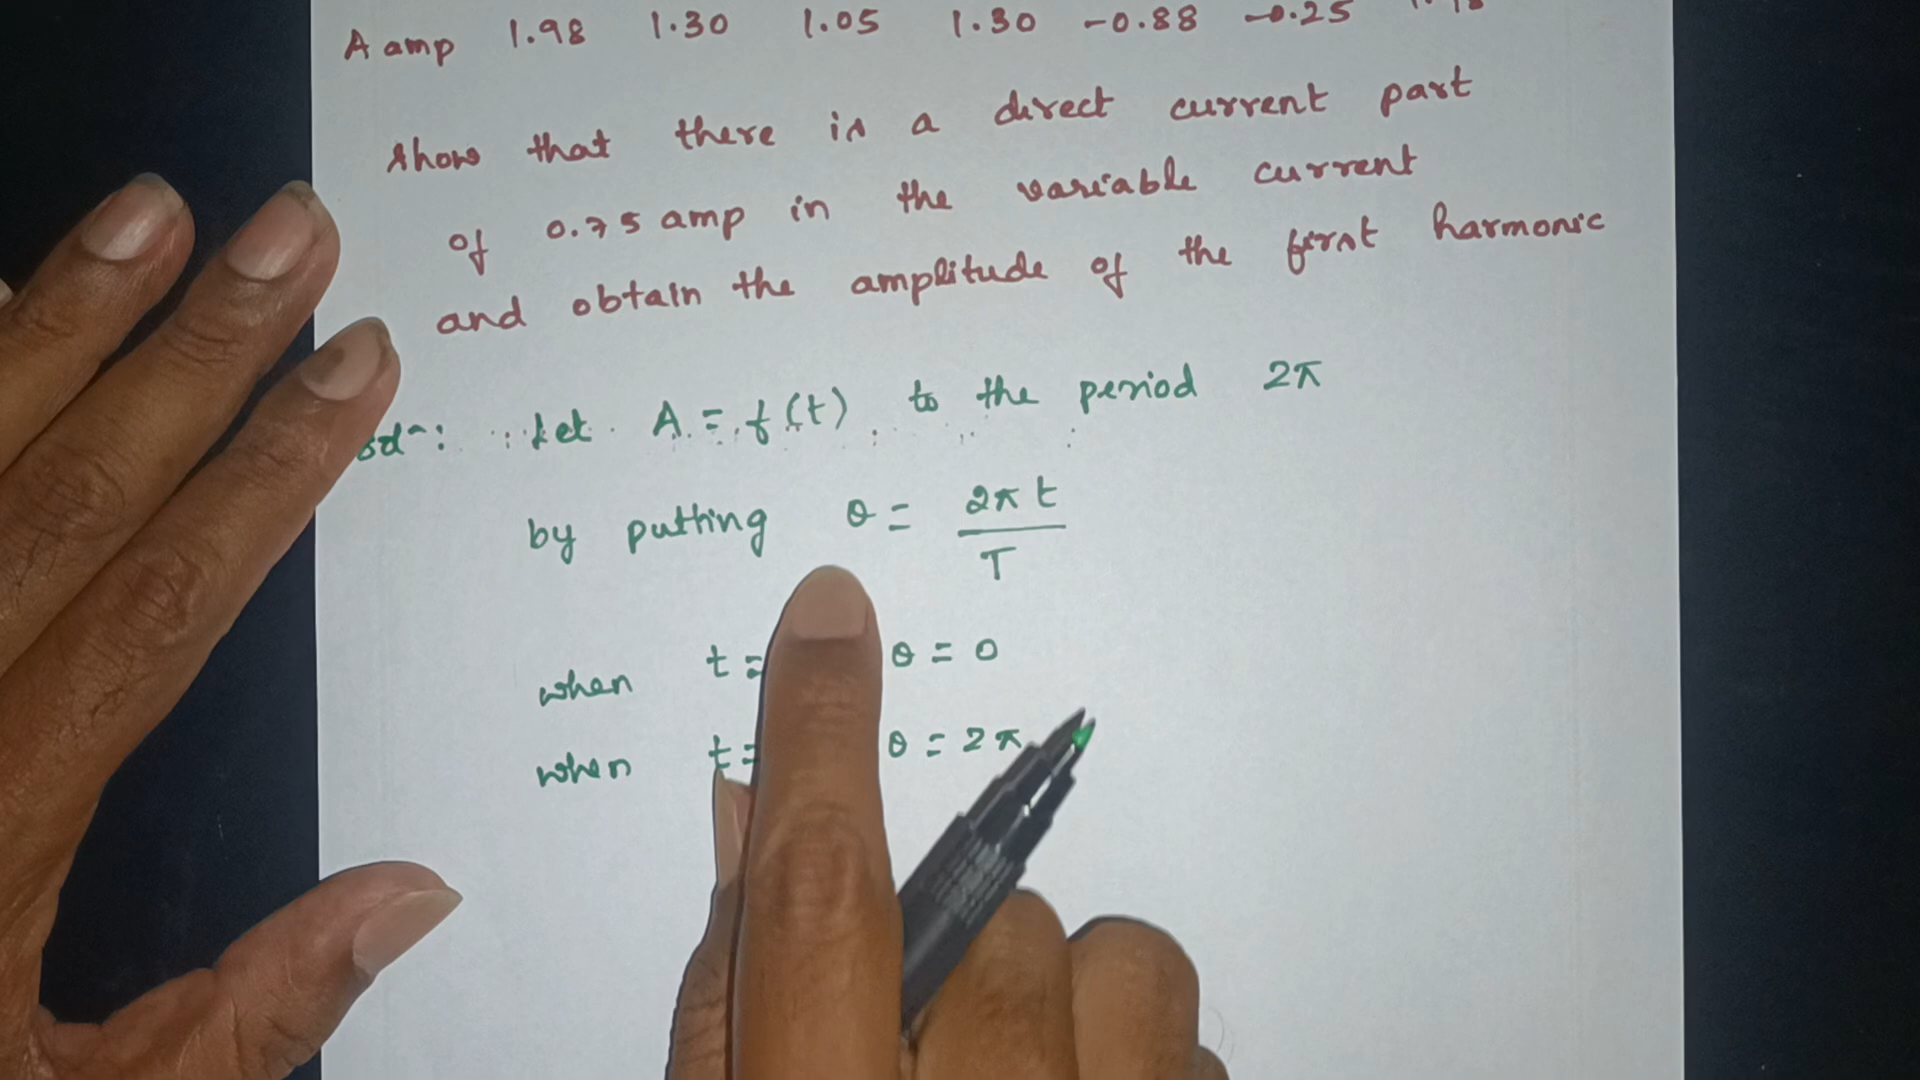 A amp 1.98 1.30 1.05 1.30 -0.88 -0.25
show that there is a direct current part
of 0.75 amp in the variable current
and obtain the amplitude of the first harmonic
Let A = f(t) to the period 2π
by putting θ = 2πt / T
when t = θ = 0
when t = θ = 2π